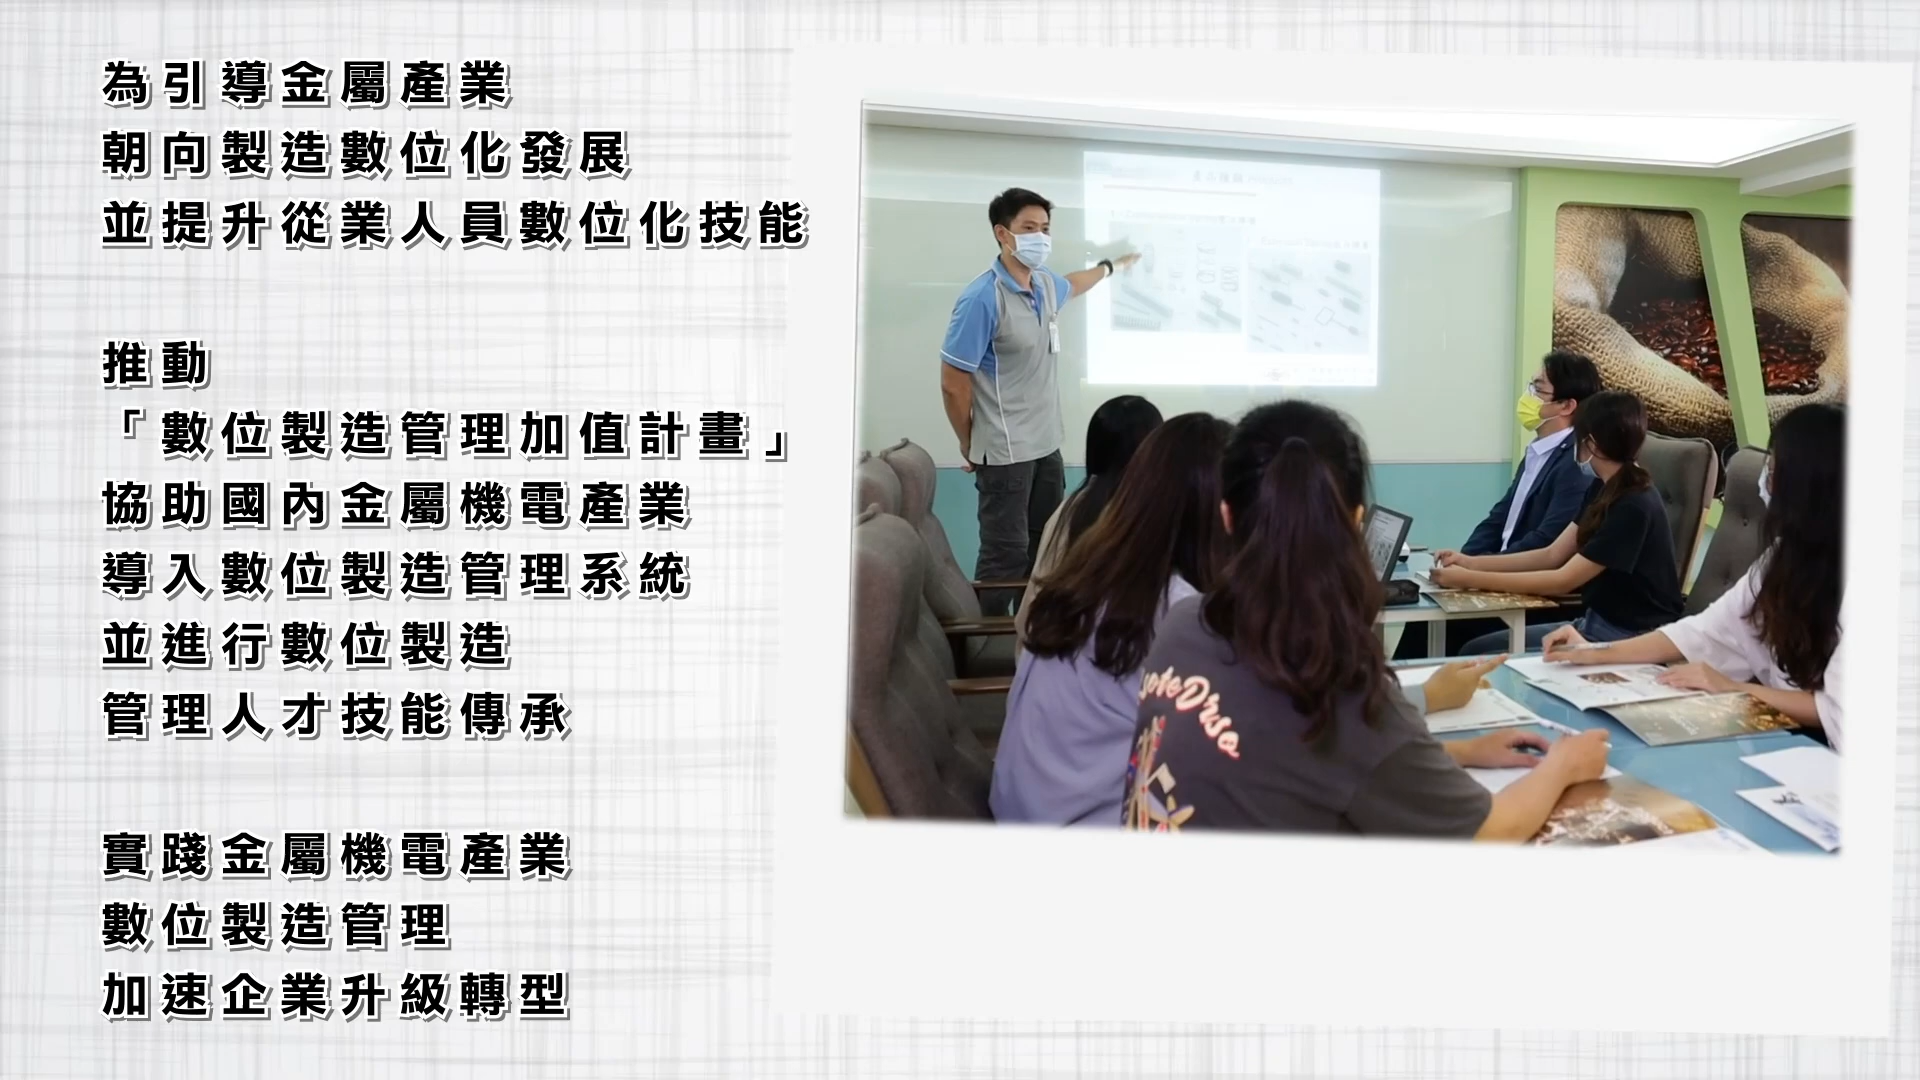 為引導金屬產業
朝向製造數位化發展
並提升從業人員數位化技能
推動
「數位製造管理加值計畫」
協助國內金屬機電產業
導入數位製造管理系統
並進行數位製造
管理人才技能傳承
實踐金屬機電產業
數位製造管理
加速企業升級轉型